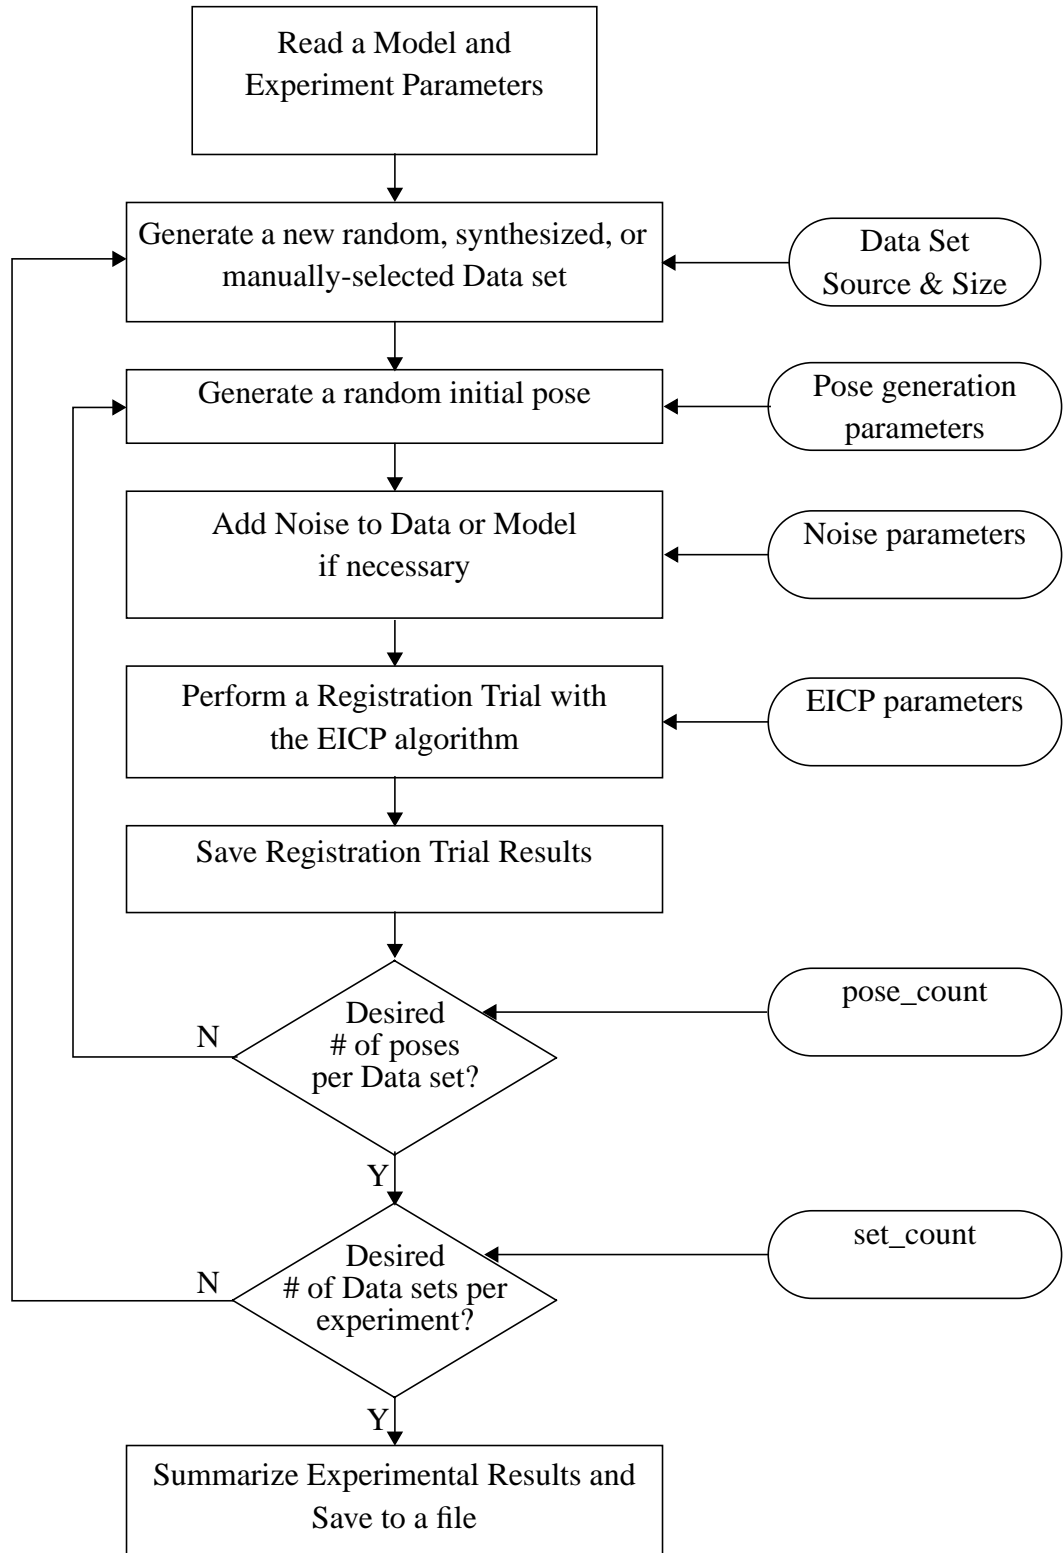 Read a Model and
Experiment Parameters
Generate a new random, synthesized, or
manually-selected Data set
Data Set
Source & Size
Generate a random initial pose
Pose generation
parameters
Add Noise to Data or Model
if necessary
Noise parameters
Perform a Registration Trial with
the EICP algorithm
EICP parameters
Save Registration Trial Results
Desired
# of poses
per Data set?
N
pose_count
Y
Desired
# of Data sets per
experiment?
N
set_count
Y
Summarize Experimental Results and
Save to a file